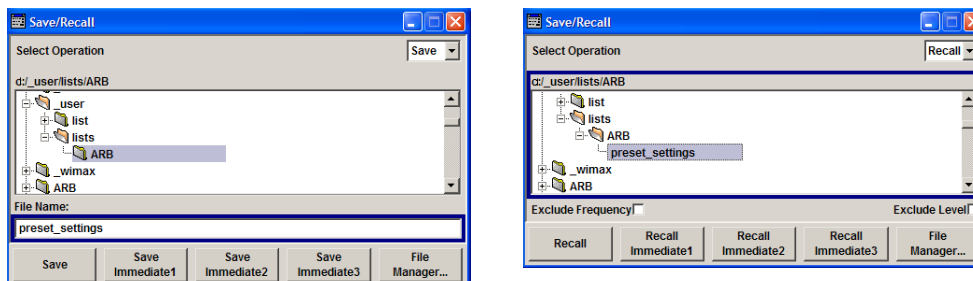 Save/Recall
Select Operation
Save
d:/_user/lists/ARB
_user
list
lists
ARB
_wimax
ARB
File Name:
preset_settings
Save
Save Immediate1
Save Immediate2
Save Immediate3
File Manager...
Save/Recall
Select Operation
Recall
d:/_user/lists/ARB
list
lists
ARB
preset_settings
_wimax
ARB
Exclude Frequency
Exclude Level
Recall
Recall Immediate1
Recall Immediate2
Recall Immediate3
File Manager...